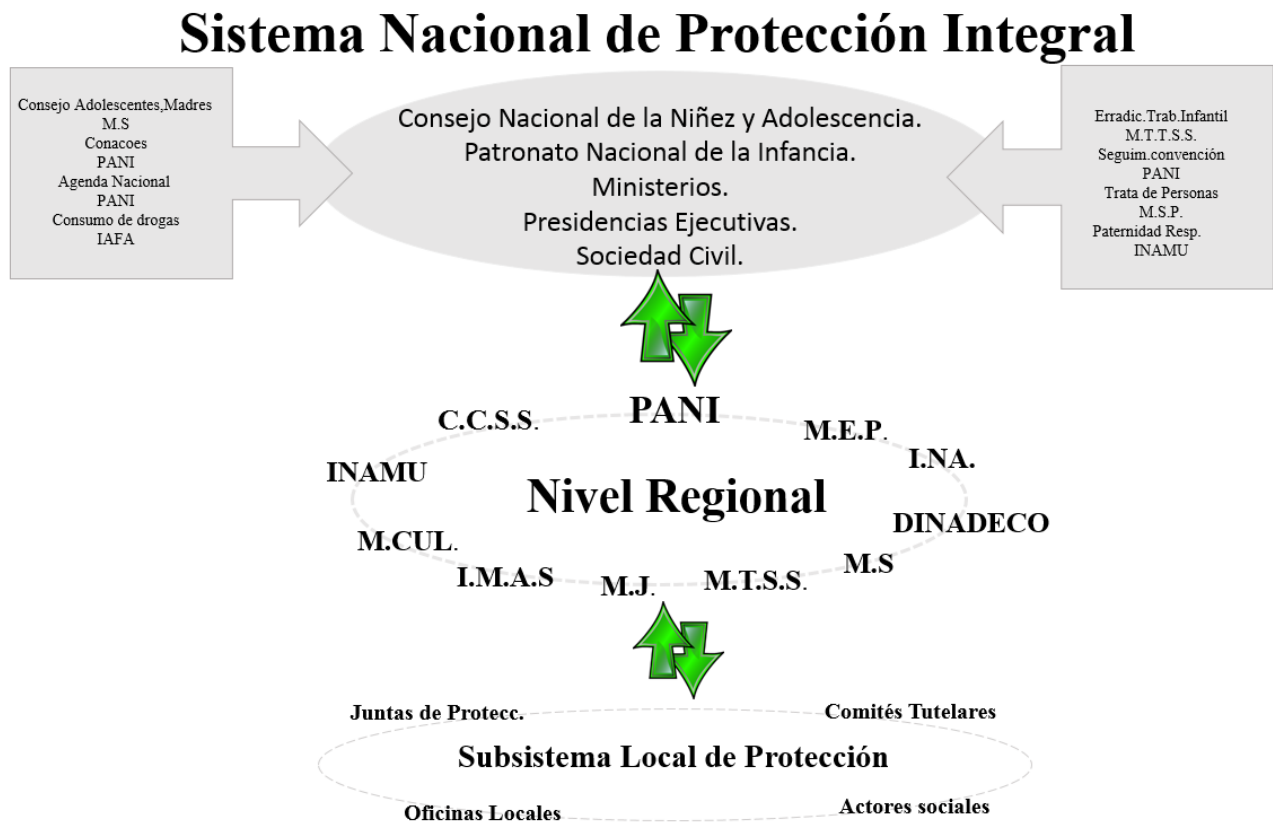 Sistema Nacional de Protección Integral
Consejo Adolescentes,Madres
M.S
Conacoes
PANI
Agenda Nacional
PANI
Consumo de drogas
IAFA
Consejo Nacional de la Niñez y Adolescencia.
Patronato Nacional de la Infancia.
Ministerios.
Presidencias Ejecutivas.
Sociedad Civil.
Erradic.Trab.Infantil
M.T.T.S.S.
Seguim.convención
PANI
Trata de Personas
M.S.P.
Paternidad Resp.
INAMU
PANI
C.C.S.S.
M.E.P.
I.NA.
INAMU
Nivel Regional
DINADECO
M.CUL.
M.S
I.M.A.S
M.J.
M.T.S.S.
Juntas de Protecc.
Comités Tutelares
Subsistema Local de Protección
Oficinas Locales
Actores sociales